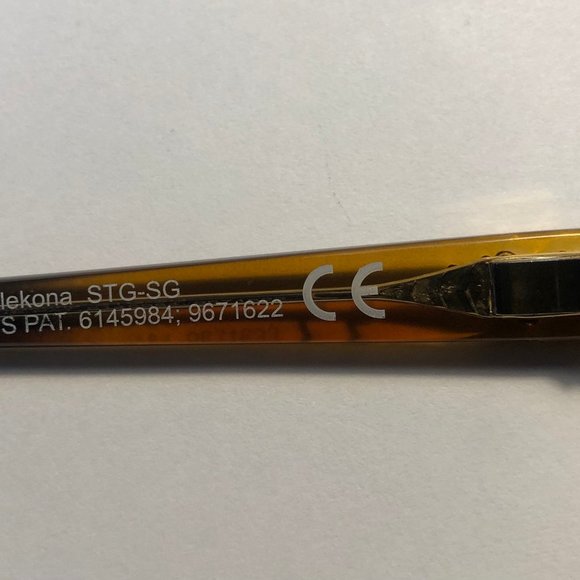 lekona STG-SG
S PAT. 6145984; 9671622
CE